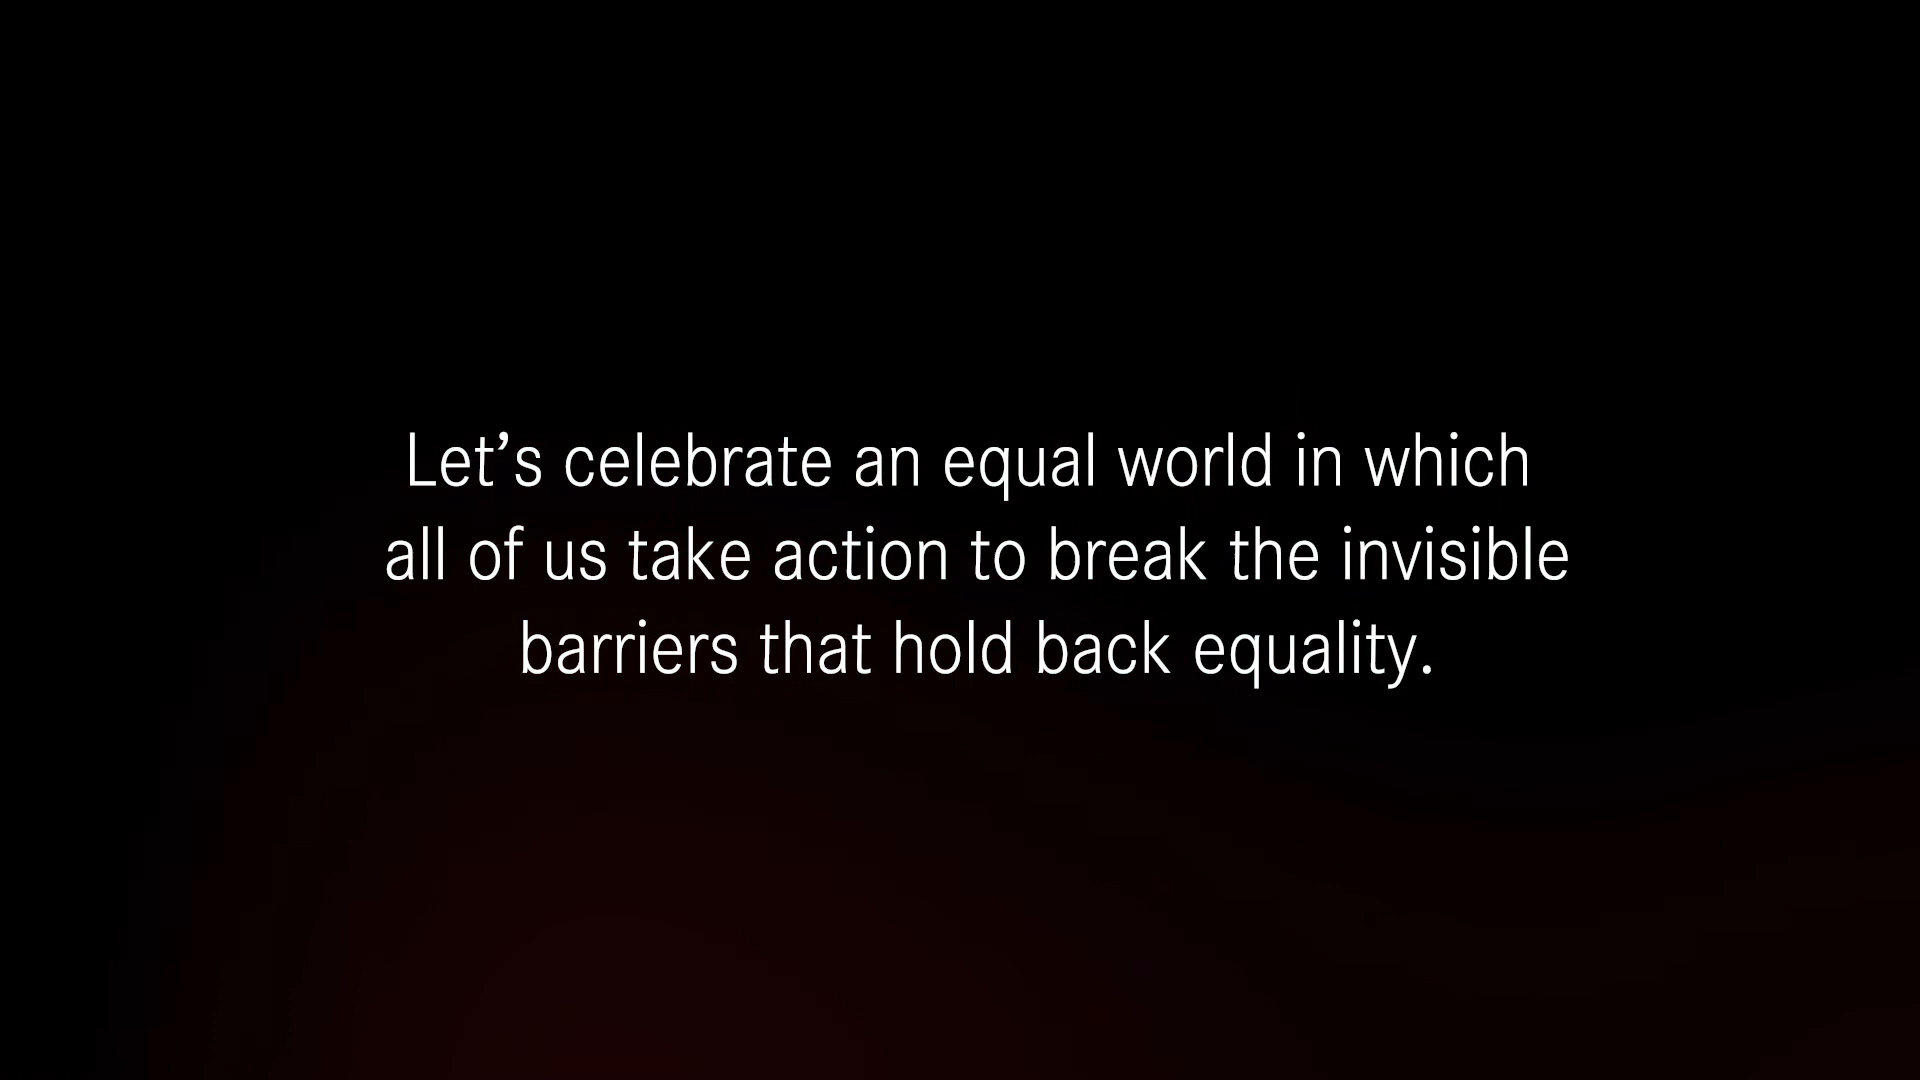 Let’s celebrate an equal world in which
all of us take action to break the invisible
barriers that hold back equality.